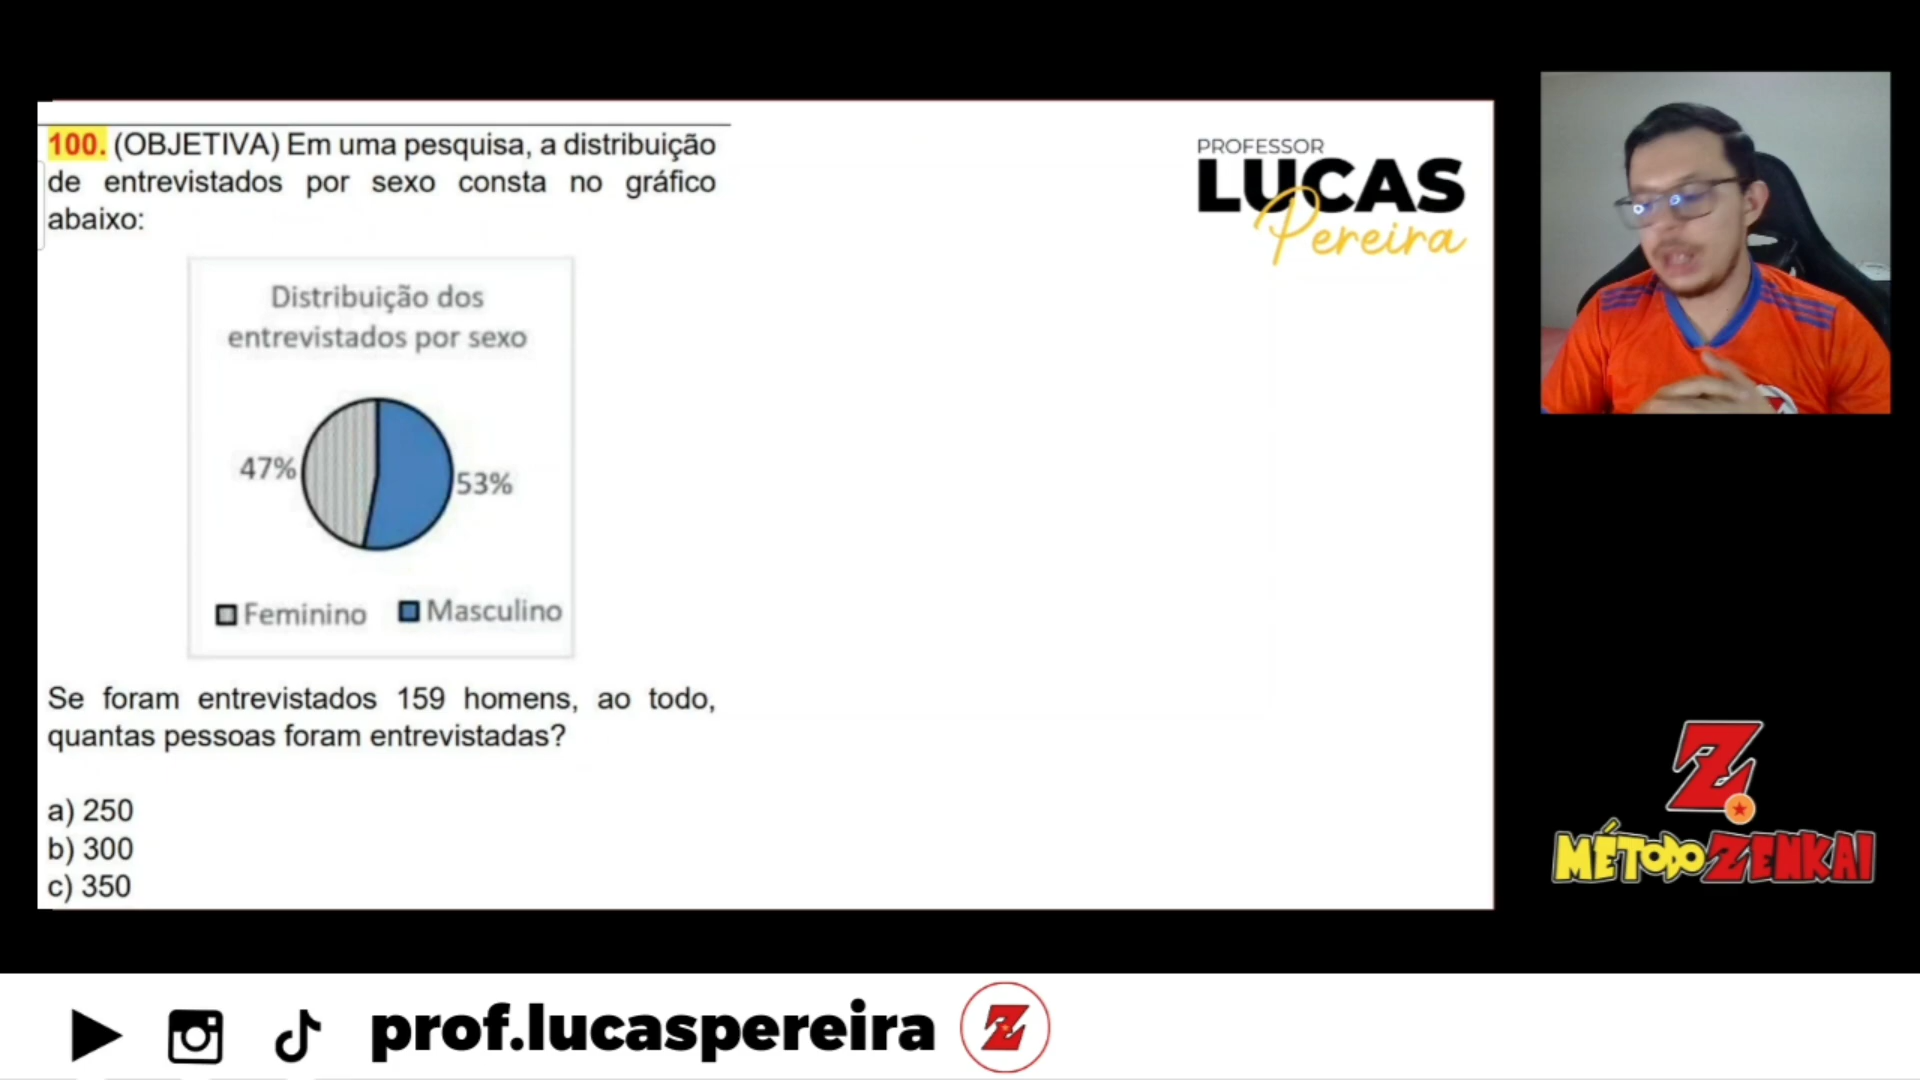 100. (OBJETIVA) Em uma pesquisa, a distribuição
de entrevistados por sexo consta no gráfico
abaixo:
Distribuição dos
entrevistados por sexo
47%
53%
Feminino
Masculino
Se foram entrevistados 159 homens, ao todo,
quantas pessoas foram entrevistadas?
a) 250
b) 300
c) 350
PROFESSOR
LUCAS
Pereira
Z
MÉTODO ZENKAI
prof.lucaspereira
Z